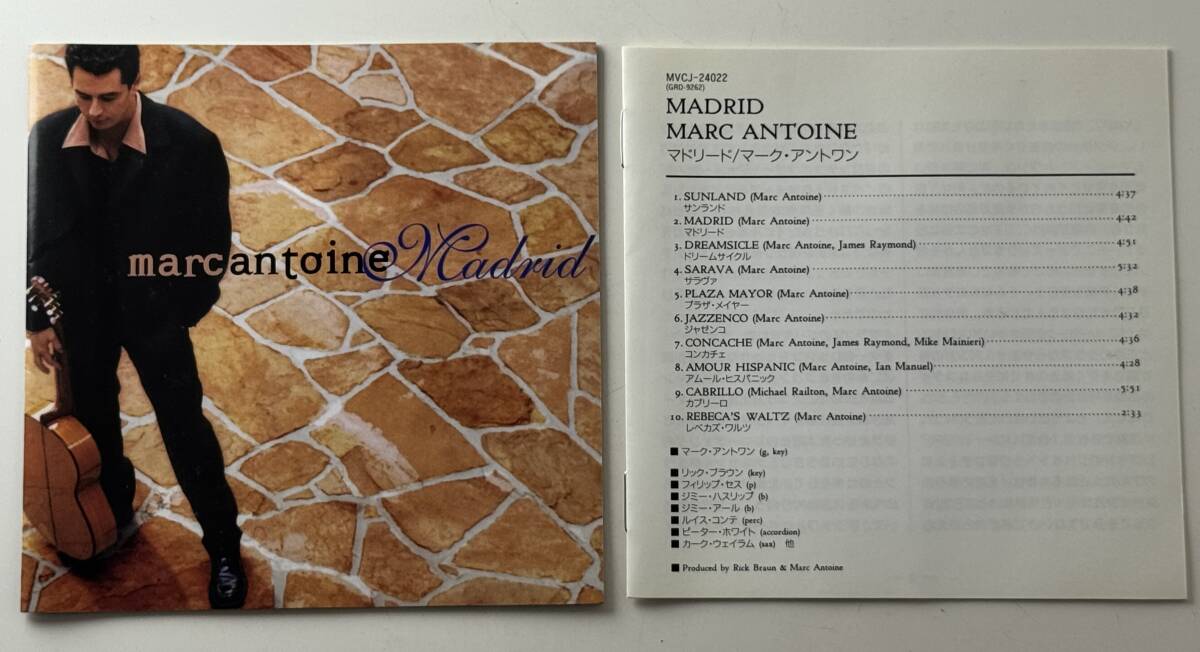 marcantoine@Madrid
MVCJ-24022
(GRD-9262)
MADRID
MARC ANTOINE
マドリード/マーク・アントワン
1. SUNLAND (Marc Antoine) 4:37
サンランド
2. MADRID (Marc Antoine) 4:42
マドリード
3. DREAMSICLE (Marc Antoine, James Raymond) 4:51
ドリームサイクル
4. SARAVA (Marc Antoine) 5:32
サラヴァ
5. PLAZA MAYOR (Marc Antoine) 4:38
プラザ・メイヤー
6. JAZZENCO (Marc Antoine) 4:32
ジャゼンコ
7. CONCACHE (Marc Antoine, James Raymond, Mike Mainieri) 4:36
コンカチェ
8. AMOUR HISPANIC (Marc Antoine, Ian Manuel) 4:28
アムール・ヒスパニック
9. CABRILLO (Michael Railton, Marc Antoine) 5:51
カブリーロ
10. REBECA'S WALTZ (Marc Antoine) 2:33
レベカズ・ワルツ
■ マーク・アントワン (g, key)
■ リック・ブラウン (key)
■ フィリップ・セス (p)
■ ジミー・ハスリップ (b)
■ ジミー・アール (b)
■ ルイス・コンテ (perc)
■ ピーター・ホワイト (accordion)
■ カーク・ウェイラム (sax) 他
■ Produced by Rick Braun & Marc Antoine